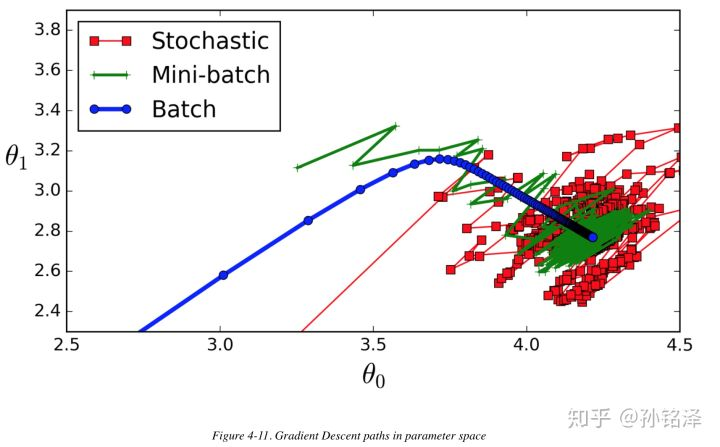 3.8
3.6
3.4
3.2
3.0
2.8
2.6
2.4
θ1
Stochastic
Mini-batch
Batch
2.5 3.0 3.5 4.0 4.5
θ0
知乎 @孙铭泽
Figure 4-11. Gradient Descent paths in parameter space